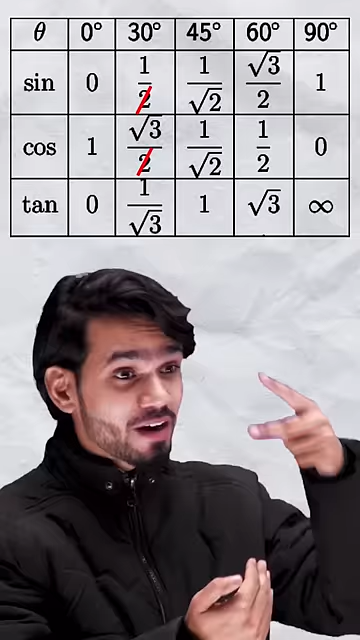 θ 0° 30° 45° 60° 90°
sin 0 1/2 1/√2 √3/2 1
cos 1 √3/2 1/√2 1/2 0
tan 0 1/√3 1 √3 ∞